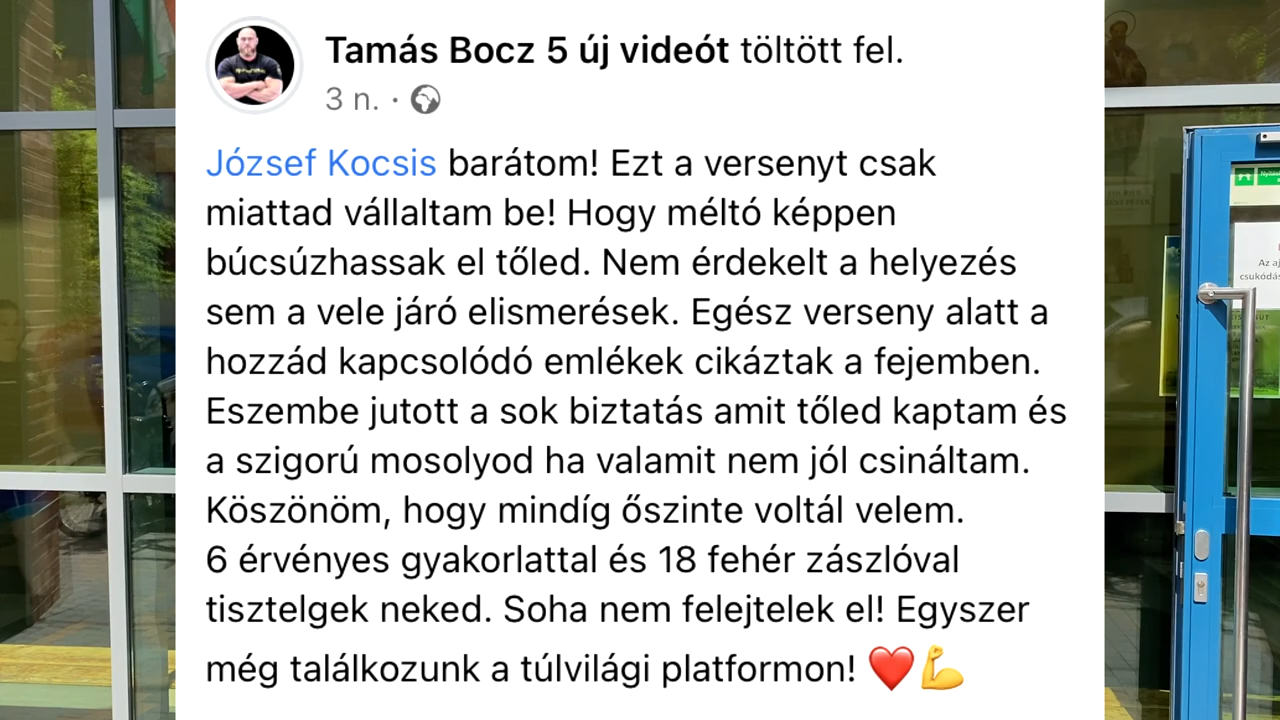 Tamás Bocz 5 új videót töltött fel.
3 n. ·
József Kocsis barátom! Ezt a versenyt csak
miattad vállaltam be! Hogy méltó képpen
búcsúzhassak el tőled. Nem érdekelt a helyezés
sem a vele járó elismerések. Egész verseny alatt a
hozzád kapcsolódó emlékek cikáztak a fejemben.
Eszembe jutott a sok biztatás amit tőled kaptam és
a szigorú mosolyod ha valamit nem jól csináltam.
Köszönöm, hogy mindíg őszinte voltál velem.
6 érvényes gyakorlattal és 18 fehér zászlóval
tisztelgek neked. Soha nem felejtelek el! Egyszer
még találkozunk a túlvilági platformon! ❤️💪
Az aj
csukódás